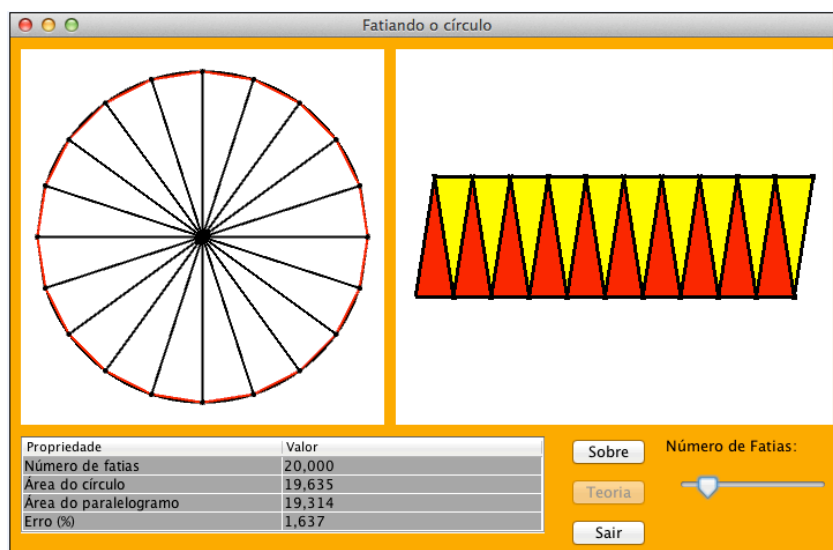 Fatiando o círculo
Propriedade Valor
Número de fatias 20,000
Área do círculo 19,635
Área do paralelogramo 19,314
Erro (%) 1,637
Sobre
Teoria
Sair
Número de Fatias: